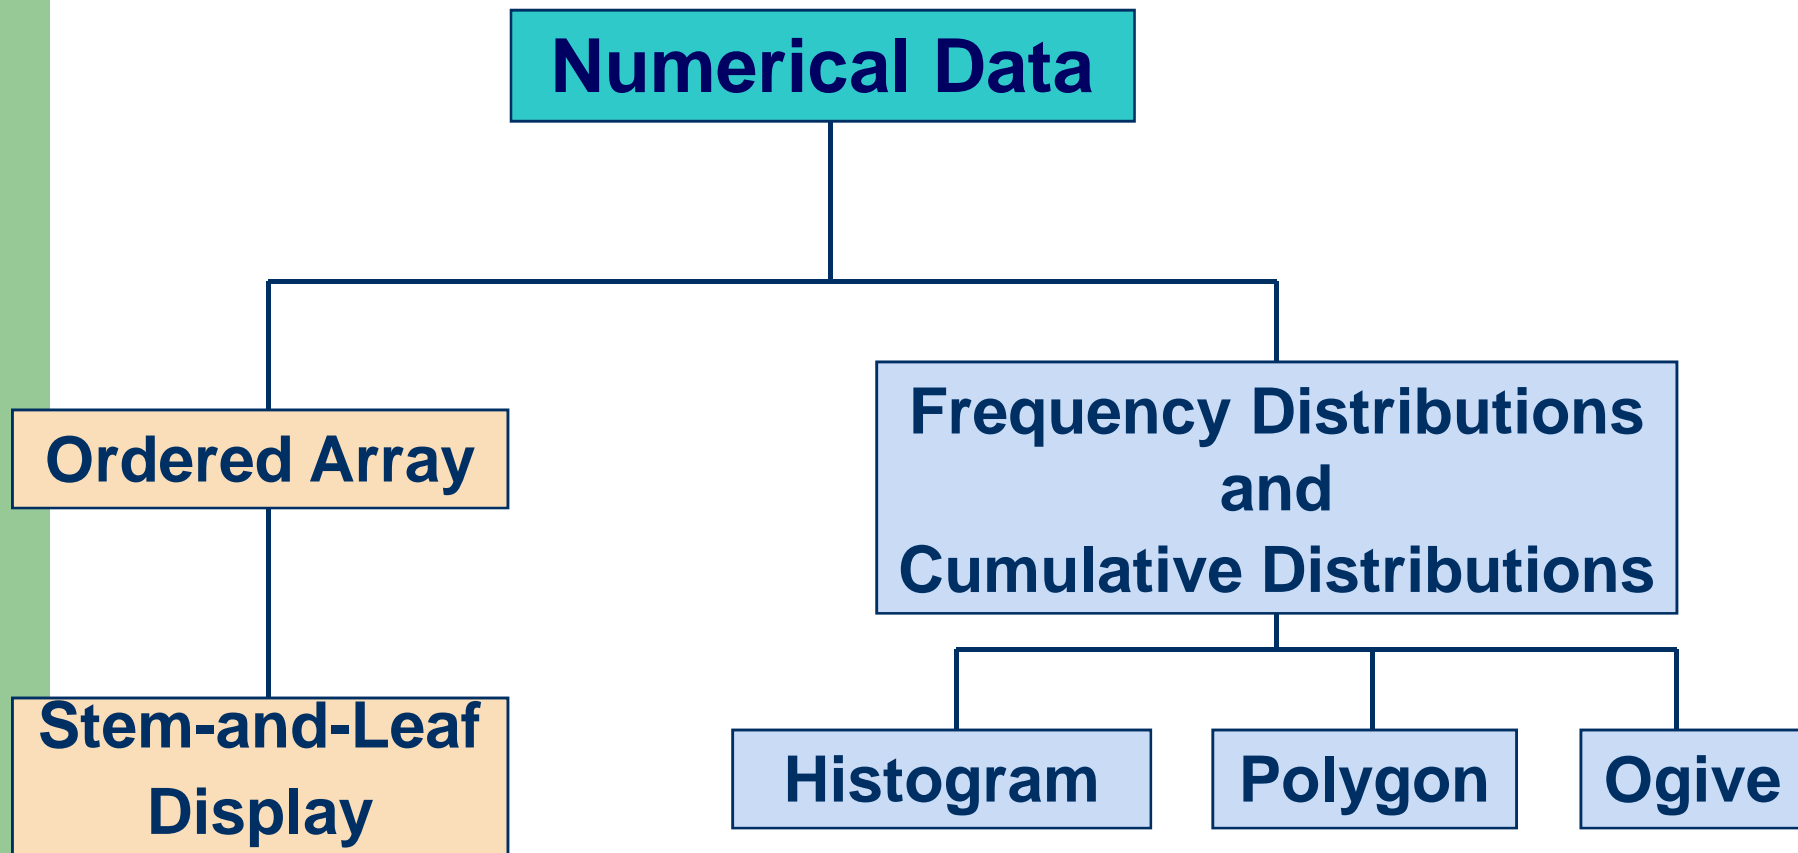 Numerical Data
Ordered Array
Frequency Distributions
and
Cumulative Distributions
Stem-and-Leaf
Display
Histogram
Polygon
Ogive